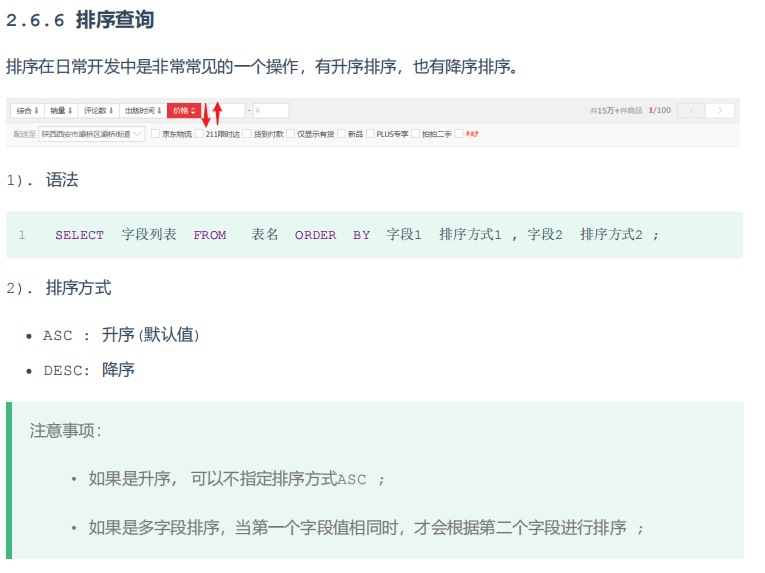 2.6.6 排序查询
排序在日常开发中是非常常见的一个操作，有升序排序，也有降序排序。
综合 销量 评论数 出版时间 价格 ¥ - ¥ 共15万+件商品 1/100 < >
配送至 陕西西安市灞桥区灞桥街道 京东物流 211限时达 货到付款 仅显示有货 新品 PLUS专享 拍拍二手
1). 语法
1 SELECT 字段列表 FROM 表名 ORDER BY 字段1 排序方式1 , 字段2 排序方式2 ;
2). 排序方式
• ASC : 升序(默认值)
• DESC: 降序
注意事项：
• 如果是升序, 可以不指定排序方式ASC ;
• 如果是多字段排序，当第一个字段值相同时，才会根据第二个字段进行排序 ;